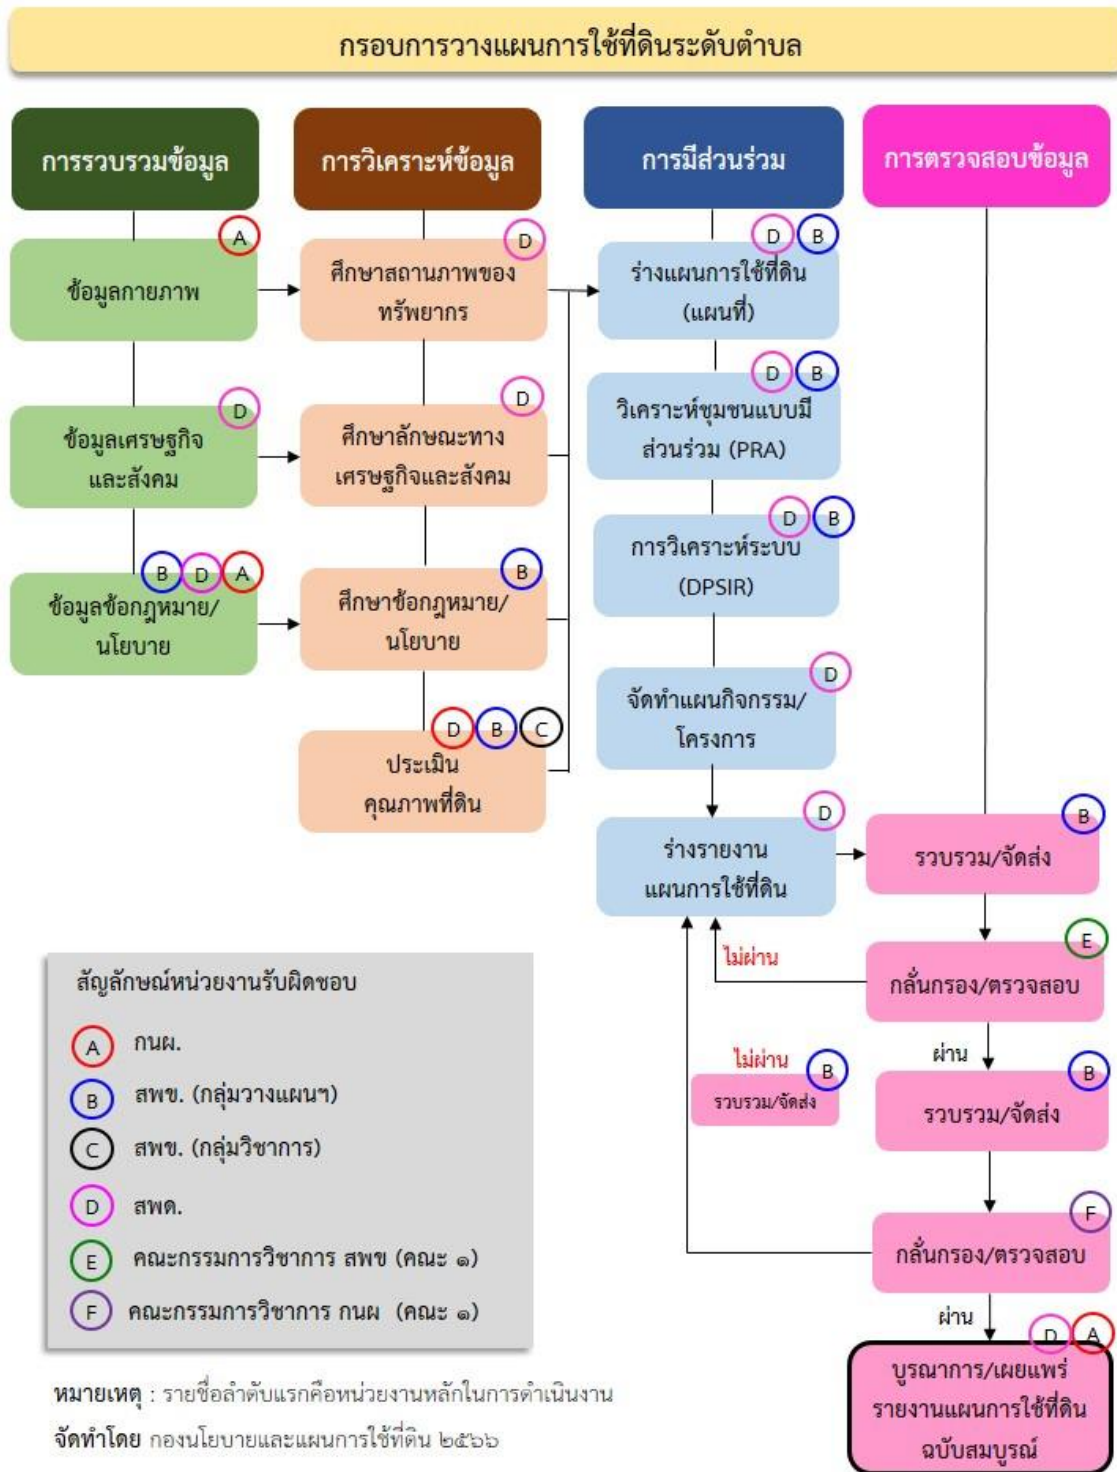 กรอบการวางแผนการใช้ที่ดินระดับตำบล
การรวบรวมข้อมูล
A
ข้อมูลกายภาพ
D
ข้อมูลเศรษฐกิจ
และสังคม
B D A
ข้อมูลข้อกฎหมาย/
นโยบาย
การวิเคราะห์ข้อมูล
D
ศึกษาสถานภาพของ
ทรัพยากร
D
ศึกษาลักษณะทาง
เศรษฐกิจและสังคม
B
ศึกษาข้อกฎหมาย/
นโยบาย
D B C
ประเมิน
คุณภาพที่ดิน
การมีส่วนร่วม
D B
ร่างแผนการใช้ที่ดิน
(แผนที่)
D B
วิเคราะห์ชุมชนแบบมี
ส่วนร่วม (PRA)
D B
การวิเคราะห์ระบบ
(DPSIR)
D
จัดทำแผนกิจกรรม/
โครงการ
D
ร่างรายงาน
แผนการใช้ที่ดิน
การตรวจสอบข้อมูล
B
รวบรวม/จัดส่ง
E
กลั่นกรอง/ตรวจสอบ
ไม่ผ่าน
ผ่าน
B
รวบรวม/จัดส่ง
ไม่ผ่าน
B
รวบรวม/จัดส่ง
F
กลั่นกรอง/ตรวจสอบ
ผ่าน
D A
บูรณาการ/เผยแพร่
รายงานแผนการใช้ที่ดิน
ฉบับสมบูรณ์
สัญลักษณ์หน่วยงานรับผิดชอบ
A กนผ.
B สพข. (กลุ่มวางแผนฯ)
C สพข. (กลุ่มวิชาการ)
D สพด.
E คณะกรรมการวิชาการ สพข (คณะ ๑)
F คณะกรรมการวิชาการ กนผ (คณะ ๑)
หมายเหตุ : รายชื่อลำดับแรกคือหน่วยงานหลักในการดำเนินงาน
จัดทำโดย กองนโยบายและแผนการใช้ที่ดิน ๒๕๖๖